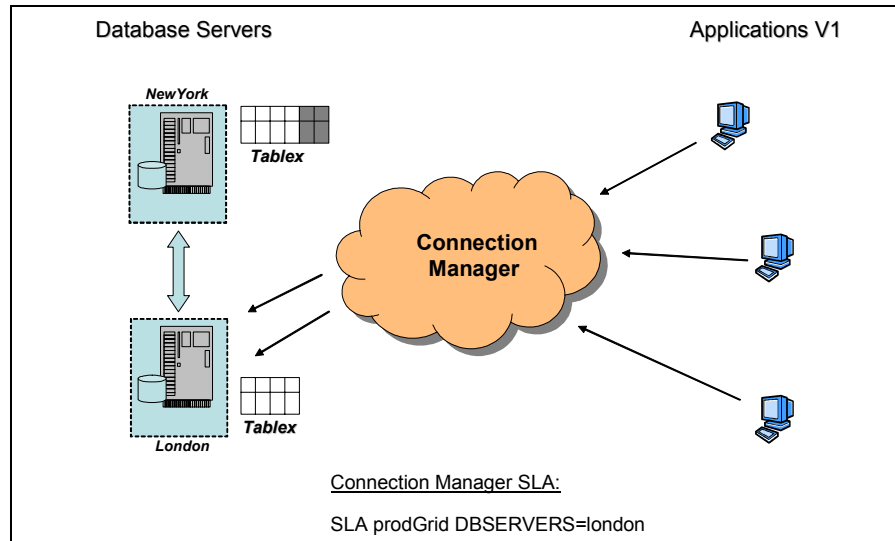 Database Servers
Applications V1
NewYork
Tablex
Connection
Manager
Tablex
London
Connection Manager SLA:
SLA prodGrid DBSERVERS=london